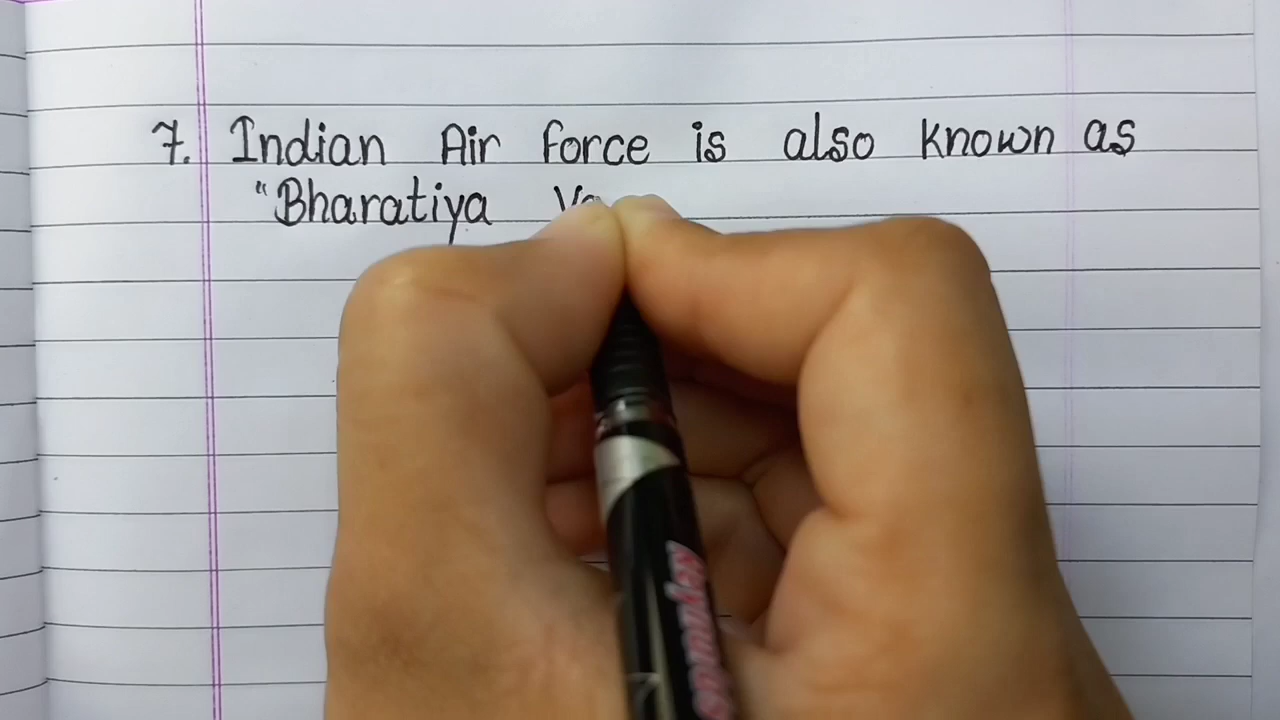 7. Indian Air force is also known as
"Bharatiya